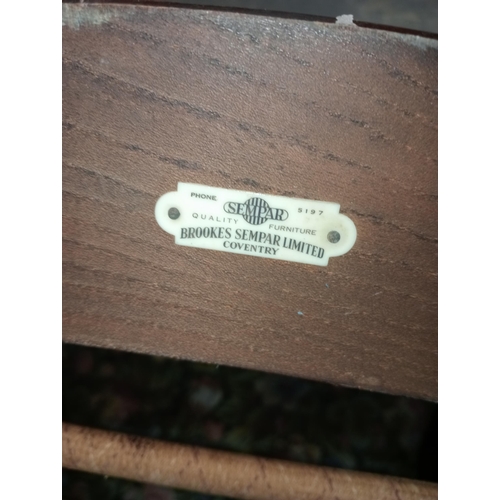 PHONE SEMPAR 5197
QUALITY FURNITURE
BROOKES SEMPAR LIMITED
COVENTRY